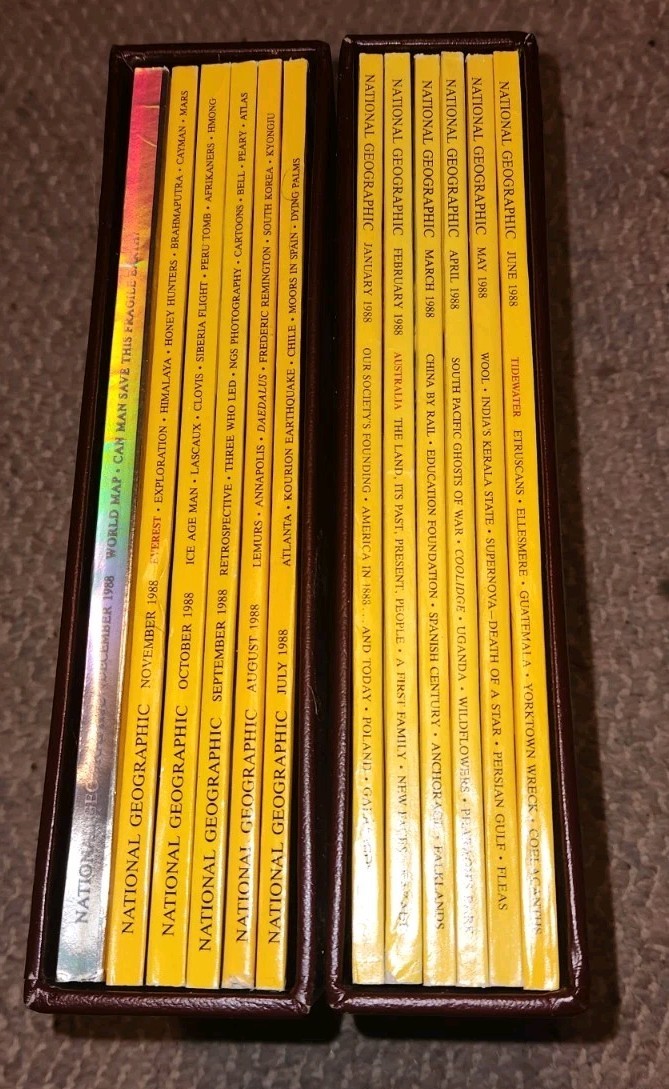 NATIONAL GEOGRAPHIC DECEMBER 1988 WORLD MAP • CAN MAN SAVE THIS FRAGILE EARTH?
NATIONAL GEOGRAPHIC NOVEMBER 1988 EVEREST • EXPLORATION • HIMALAYA • HONEY HUNTERS • BRAHMAPUTRA • CAYMAN • MARS
NATIONAL GEOGRAPHIC OCTOBER 1988 ICE AGE MAN • LASCAUX • CLOVIS • SIBERIA FLIGHT • PERU TOMB • AFRIKANERS • HMONG
NATIONAL GEOGRAPHIC SEPTEMBER 1988 RETROSPECTIVE • THREE WHO LED • NGS PHOTOGRAPHY • CARTOONS • BELL • PEARY • ATLAS
NATIONAL GEOGRAPHIC AUGUST 1988 LEMURS • ANNAPOLIS • DAEDALUS • FREDERIC REMINGTON • SOUTH KOREA • KYONGJU
NATIONAL GEOGRAPHIC JULY 1988 ATLANTA • KOURION EARTHQUAKE • CHILE • MOORS IN SPAIN • DYING PALMS
NATIONAL GEOGRAPHIC JANUARY 1988 OUR SOCIETY'S FOUNDING • AMERICA IN 1888... AND TODAY • POLAND •
NATIONAL GEOGRAPHIC FEBRUARY 1988 AUSTRALIA THE LAND, ITS PAST, PRESENT, PEOPLE • A FIRST FAMILY • NEW
NATIONAL GEOGRAPHIC MARCH 1988 CHINA BY RAIL • EDUCATION FOUNDATION • SPANISH CENTURY • ANCHORAGE • FALKLANDS
NATIONAL GEOGRAPHIC APRIL 1988 SOUTH PACIFIC GHOSTS OF WAR • COOLIDGE • UGANDA • WILDFLOWERS •
NATIONAL GEOGRAPHIC MAY 1988 WOOL • INDIA'S KERALA STATE • SUPERNOVA—DEATH OF A STAR • PERSIAN GULF • FLEAS
NATIONAL GEOGRAPHIC JUNE 1988 TIDEWATER ETRUSCANS • ELLESMERE • GUATEMALA • YORKTOWN WRECK • COELACANTHS